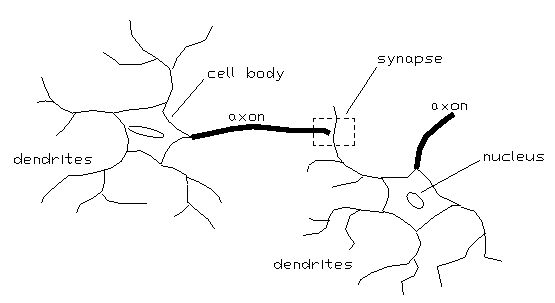 synapse
cell body
axon
axon
dendrites
nucleus
dendrites